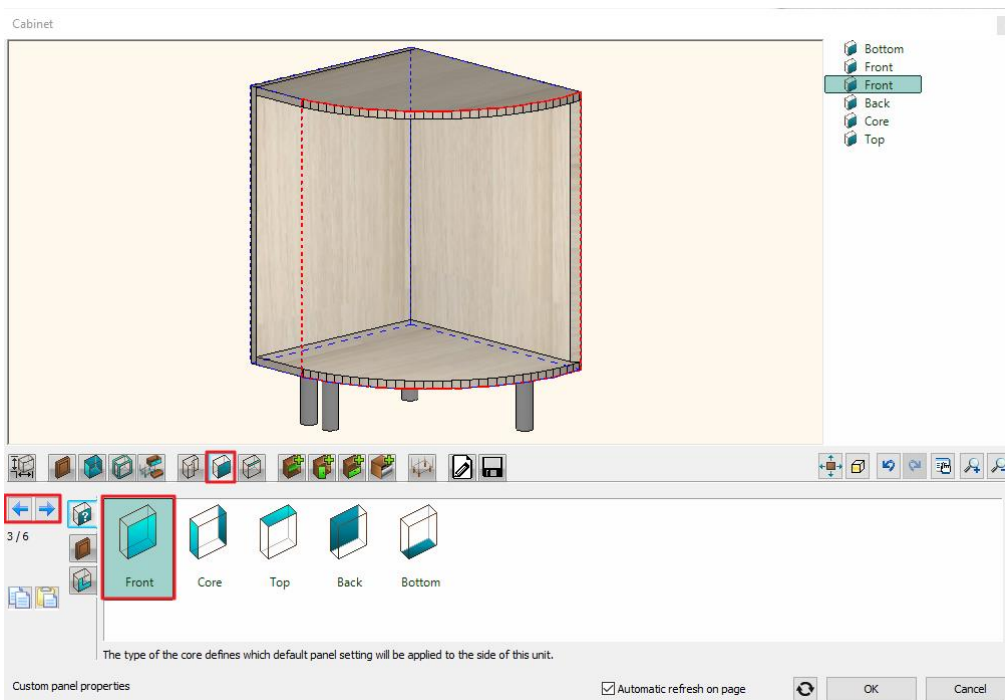 Cabinet
Bottom
Front
Front
Back
Core
Top
3 / 6
Front
Core
Top
Back
Bottom
The type of the core defines which default panel setting will be applied to the side of this unit.
Custom panel properties
Automatic refresh on page
OK
Cancel